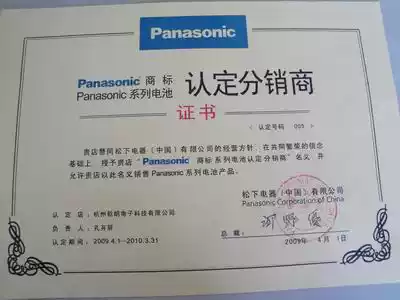 Panasonic
Panasonic 商标
Panasonic 系列电池
认定分销商
证书
< 认定号码 005 >
贵店赞同松下电器（中国）有限公司的经营方针，在共同繁荣的信念
基础上，授予贵店“Panasonic 商标 系列电池认定分销商”名义，并
允许贵店以此名义销售 Panasonic 系列电池产品。
松下电器（中国）有限公司
Panasonic Corporation of China
认 定 店：杭州 电子科技有限公司
负 责 人：孔
认定期间：2009.4.1-2010.3.31
总裁：
2009年 4月 1日